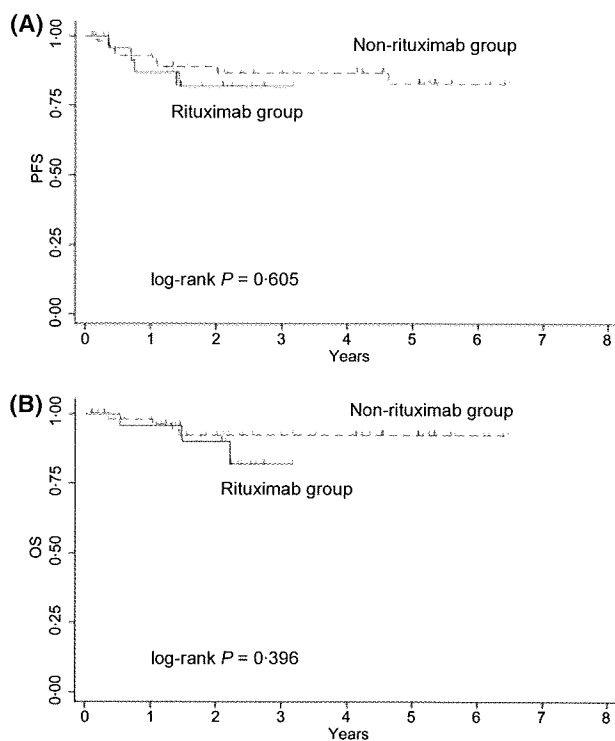 (A)
1·00
0·75
0·50
0·25
0·00
PFS
Non-rituximab group
Rituximab group
log-rank P = 0·605
0 1 2 3 4 5 6 7 8
Years
(B)
1·00
0·75
0·50
0·25
0·00
OS
Non-rituximab group
Rituximab group
log-rank P = 0·396
0 1 2 3 4 5 6 7 8
Years